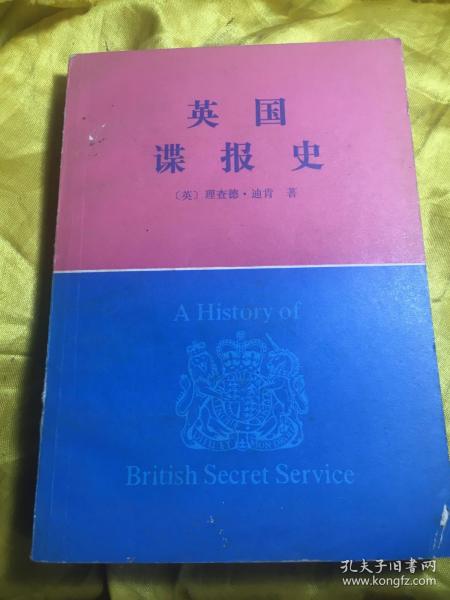 英国
谍报史
〔英〕理查德·迪肯 著
A History of
British Secret Service
孔夫子旧书网
www.kongfz.com